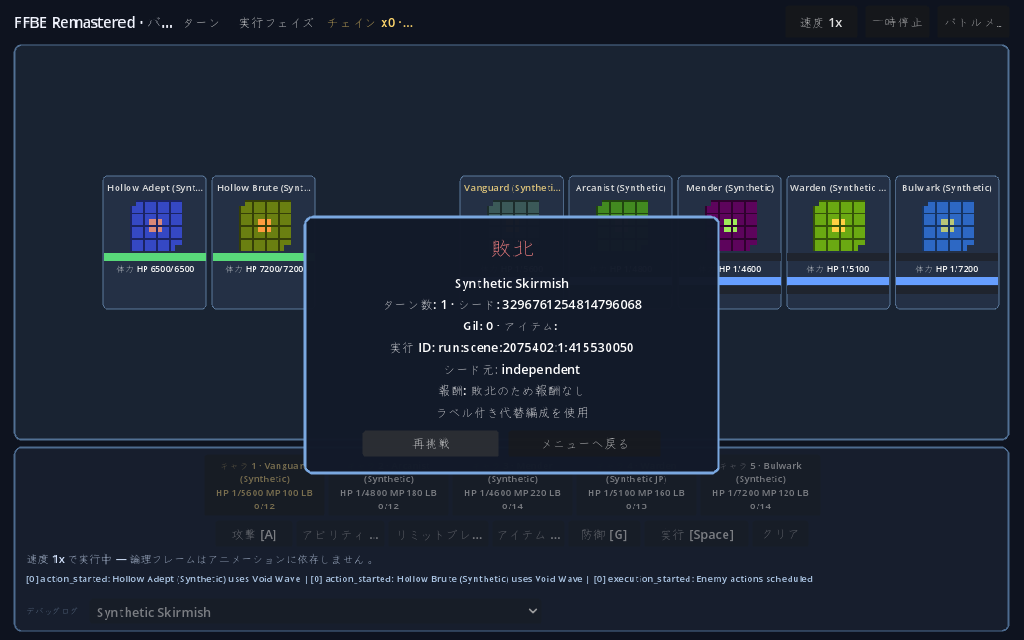 FFBE Remastered · バ... ターン 実行フェイズ チェイン x0 ·... 速度 1x 一時停止 バトルメ...
Hollow Adept (Synt... Hollow Brute (Synt... Vanguard (Syntheti... Arcanist (Synthetic) Mender (Synthetic) Warden (Synthetic ... Bulwark (Synthetic)
体力 HP 6500/6500 体力 HP 7200/7200 HP 1/4600 体力 HP 1/5100 体力 HP 1/7200
敗北
Synthetic Skirmish
ターン数: 1 · シード: 3296761254814796068
Gil: 0 · アイテム:
実行 ID: run:scene:2075402:1:415530050
シード元: independent
報酬: 敗北のため報酬なし
ラベル付き代替編成を使用
再挑戦 メニューへ戻る
キャラ 1 · Vanguar キャラ 5 · Bulwark
(Synthetic) (Synthetic) (Synthetic) (Synthetic JP) (Synthetic)
HP 1/5600 MP 100 LB HP 1/4800 MP 180 LB HP 1/4600 MP 220 LB HP 1/5100 MP 160 LB HP 1/7200 MP 120 LB
0/12 0/12 0/14 0/13 0/14
攻撃 [A] アビリティ ... リミットブレ... アイテム ... 防御 [G] 実行 [Space] クリア
速度 1x で実行中 — 論理フレームはアニメーションに依存しません。
[0] action_started: Hollow Adept (Synthetic) uses Void Wave | [0] action_started: Hollow Brute (Synthetic) uses Void Wave | [0] execution_started: Enemy actions scheduled
デバッグログ Synthetic Skirmish